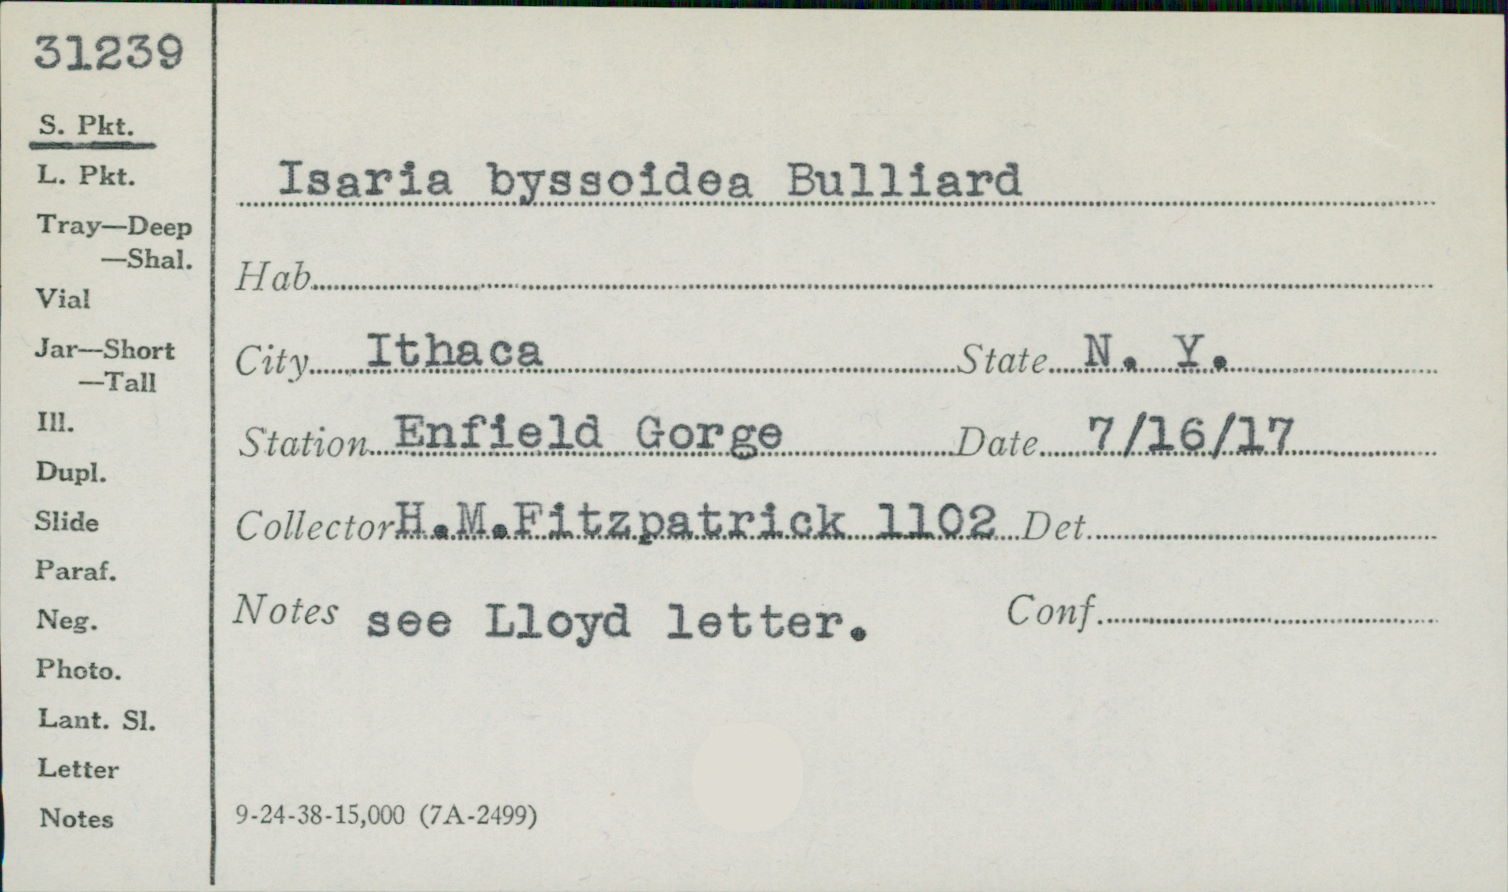 31239
S. Pkt.
L. Pkt.
Tray—Deep
—Shal.
Vial
Jar—Short
—Tall
Ill.
Dupl.
Slide
Paraf.
Neg.
Photo.
Lant. Sl.
Letter
Notes
Isaria byssoidea Bulliard
Hab.
City Ithaca State N. Y.
Station Enfield Gorge Date 7/16/17
Collector H.M.Fitzpatrick 1102 Det.
Notes see Lloyd letter. Conf.
9-24-38-15,000 (7A-2499)